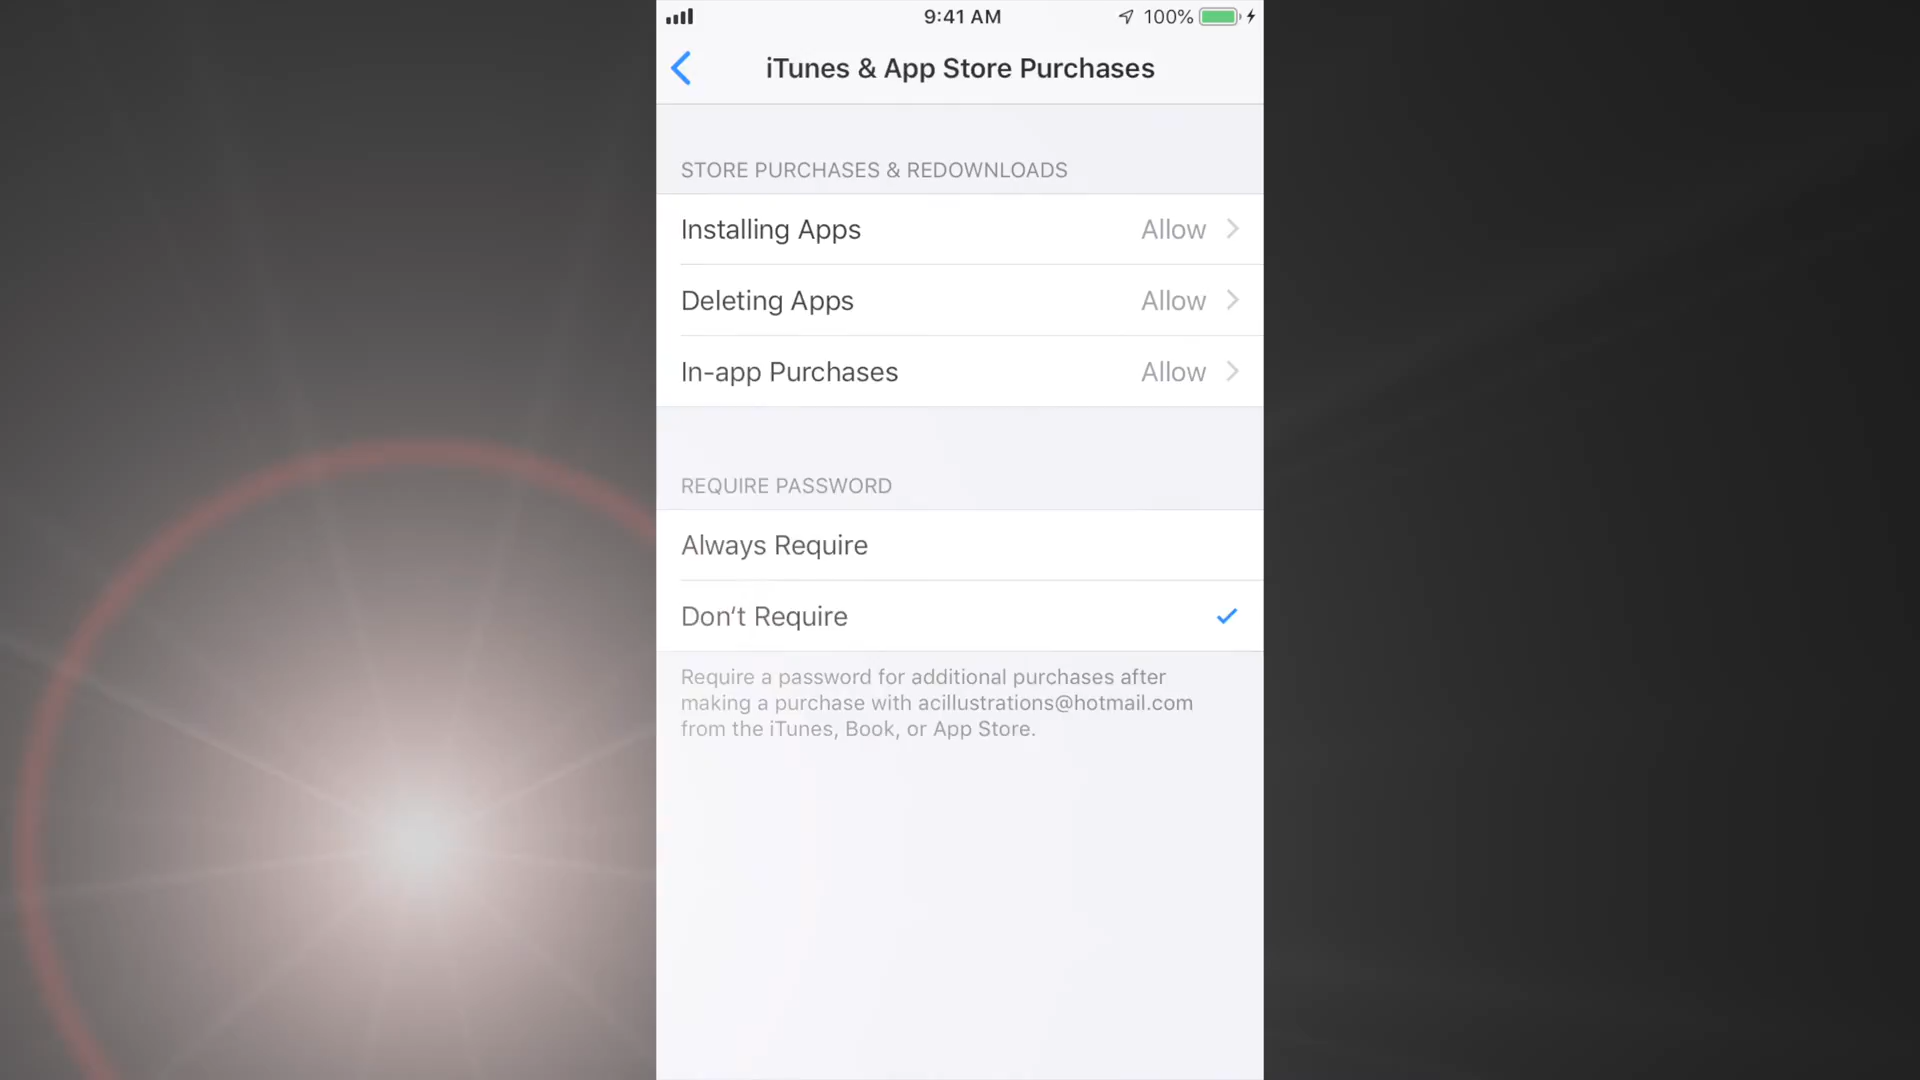 9:41 AM
100%
iTunes & App Store Purchases
STORE PURCHASES & REDOWNLOADS
Installing Apps Allow
Deleting Apps Allow
In-app Purchases Allow
REQUIRE PASSWORD
Always Require
Don‘t Require
Require a password for additional purchases after
making a purchase with acillustrations@hotmail.com
from the iTunes, Book, or App Store.